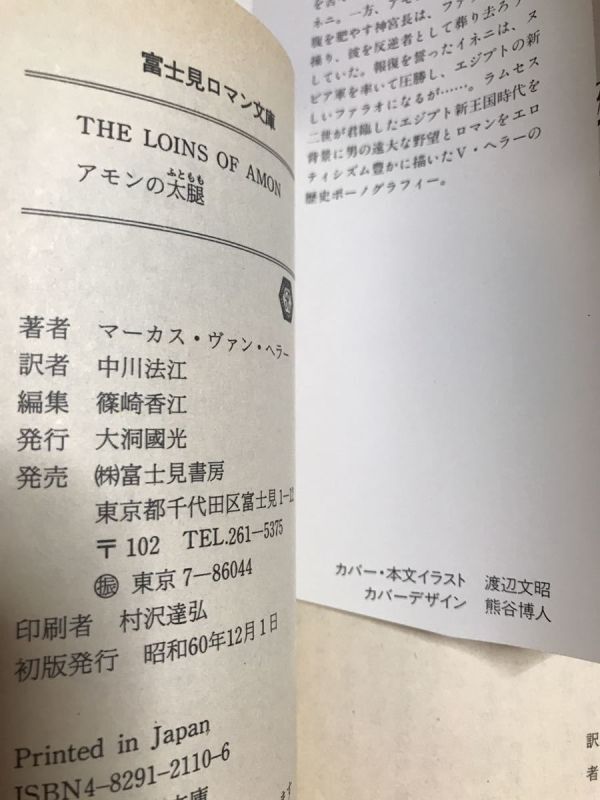 富士見ロマン文庫
THE LOINS OF AMON
ふともも
アモンの太腿
著者 マーカス・ヴァン・ヘラー
訳者 中川法江
編集 篠崎香江
発行 大洞國光
発売 ㈱富士見書房
東京都千代田区富士見1-12
〒102 TEL.261-5375
振 東京7-86044
印刷者 村沢達弘
初版発行 昭和60年12月1日
Printed in Japan
ISBN4-8291-2110-6
ネニ。一方、アモ
腹を肥やす神宮長は、ファラ
操り、彼を反逆者として葬り去ろう
していた。報復を誓ったイネニは、ヌ
ビア軍を率いて圧勝し、エジプトの新
しいファラオになるが……。ラムセス
二世が君臨したエジプト新王国時代を
背景に男の遠大な野望とロマンをエロ
ティシズム豊かに描いたV・ヘラーの
歴史ポーノグラフィー。
カバー・本文イラスト 渡辺文昭
カバーデザイン 熊谷博人
訳
者